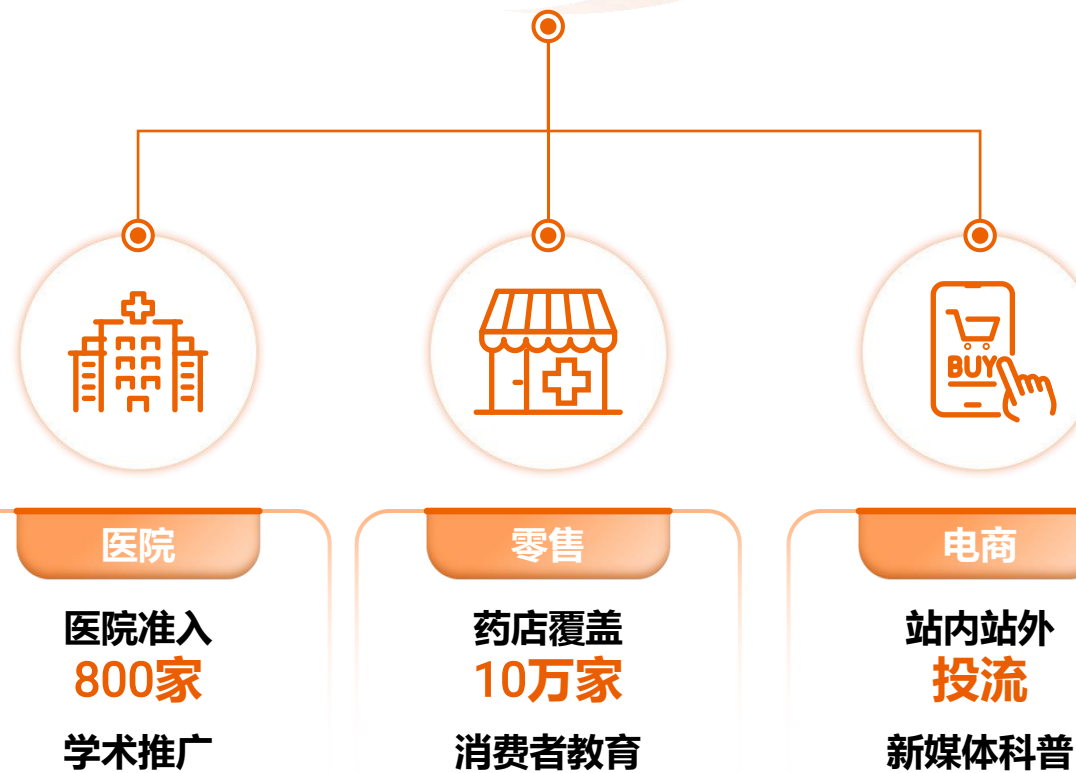 BUY
医院
医院准入
800家
学术推广
零售
药店覆盖
10万家
消费者教育
电商
站内站外
投流
新媒体科普